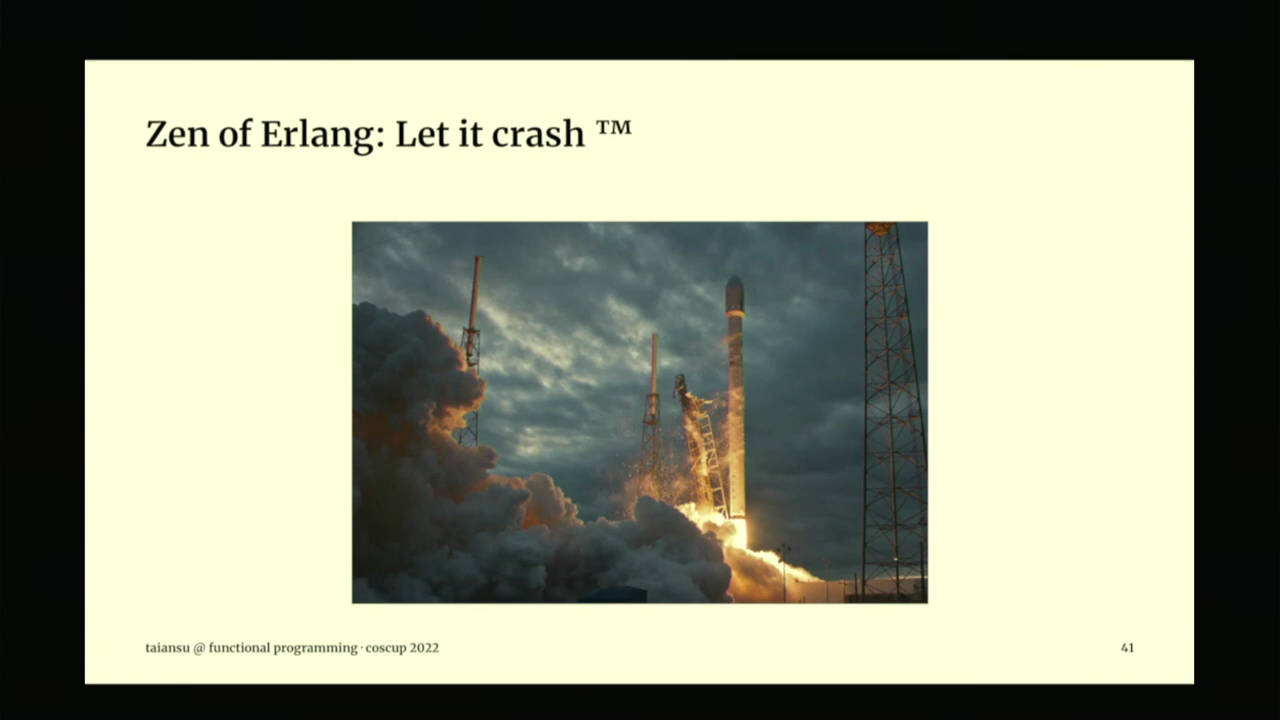 Zen of Erlang: Let it crash ™
taiansu @ functional programming · coscup 2022
41